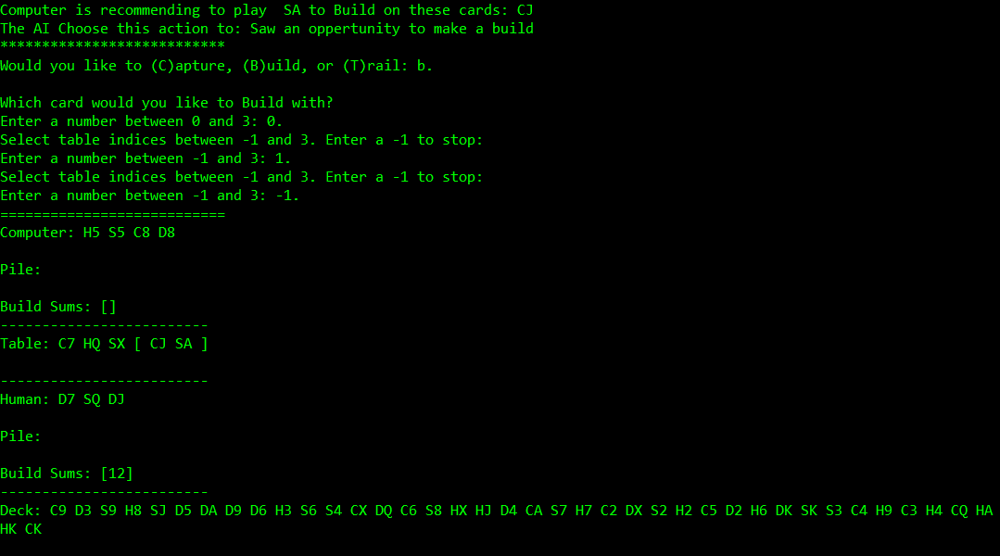 Computer is recommending to play  SA to Build on these cards: CJ
The AI Choose this action to: Saw an oppertunity to make a build
***************************
Would you like to (C)apture, (B)uild, or (T)rail: b.
Which card would you like to Build with?
Enter a number between 0 and 3: 0.
Select table indices between -1 and 3. Enter a -1 to stop:
Enter a number between -1 and 3: 1.
Select table indices between -1 and 3. Enter a -1 to stop:
Enter a number between -1 and 3: -1.
===========================
Computer: H5 S5 C8 D8
Pile:
Build Sums: []
-------------------------
Table: C7 HQ SX [ CJ SA ]
-------------------------
Human: D7 SQ DJ
Pile:
Build Sums: [12]
-------------------------
Deck: C9 D3 S9 H8 SJ D5 DA D9 D6 H3 S6 S4 CX DQ C6 S8 HX HJ D4 CA S7 H7 C2 DX S2 H2 C5 D2 H6 DK SK S3 C4 H9 C3 H4 CQ HA
HK CK